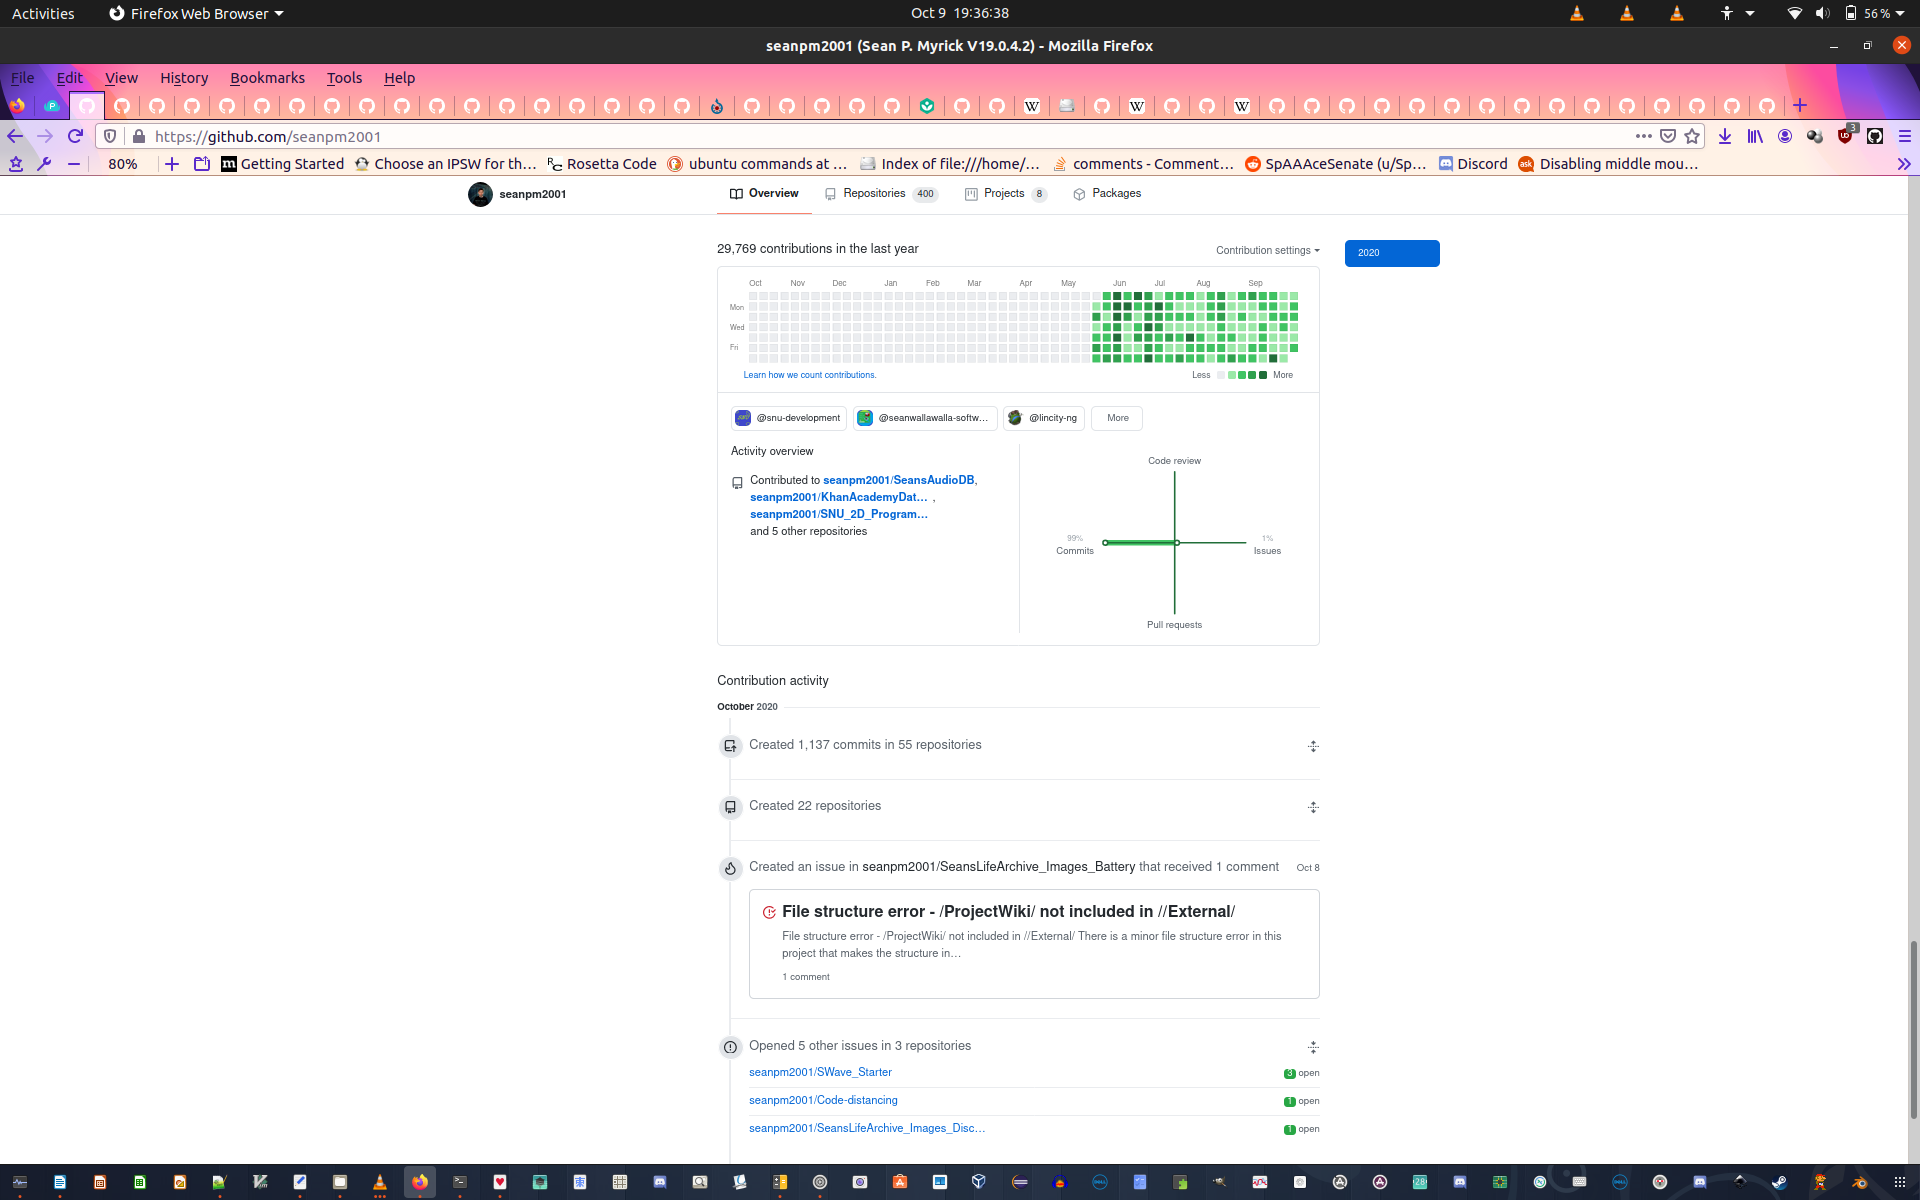 Activities
Firefox Web Browser
Oct 9 19:36:38
56 %
seanpm2001 (Sean P. Myrick V19.0.4.2) - Mozilla Firefox
File Edit View History Bookmarks Tools Help
https://github.com/seanpm2001
3
80%
Getting Started
Choose an IPSW for th…
Rosetta Code
ubuntu commands at …
Index of file:///home/…
comments - Comment…
SpAAAceSenate (u/Sp…
Discord
Disabling middle mou…
seanpm2001
Overview
Repositories 400
Projects 8
Packages
29,769 contributions in the last year
Contribution settings
2020
Oct Nov Dec Jan Feb Mar Apr May Jun Jul Aug Sep
Mon
Wed
Fri
Learn how we count contributions.
Less More
@snu-development
@seanwallawalla-softw…
@lincity-ng
More
Activity overview
Contributed to seanpm2001/SeansAudioDB,
seanpm2001/KhanAcademyDat… ,
seanpm2001/SNU_2D_Program…
and 5 other repositories
Code review
99%
Commits
1%
Issues
Pull requests
Contribution activity
October 2020
Created 1,137 commits in 55 repositories
Created 22 repositories
Created an issue in seanpm2001/SeansLifeArchive_Images_Battery that received 1 comment
Oct 8
File structure error - /ProjectWiki/ not included in //External/
File structure error - /ProjectWiki/ not included in //External/ There is a minor file structure error in this
project that makes the structure in…
1 comment
Opened 5 other issues in 3 repositories
seanpm2001/SWave_Starter
3 open
seanpm2001/Code-distancing
1 open
seanpm2001/SeansLifeArchive_Images_Disc…
1 open